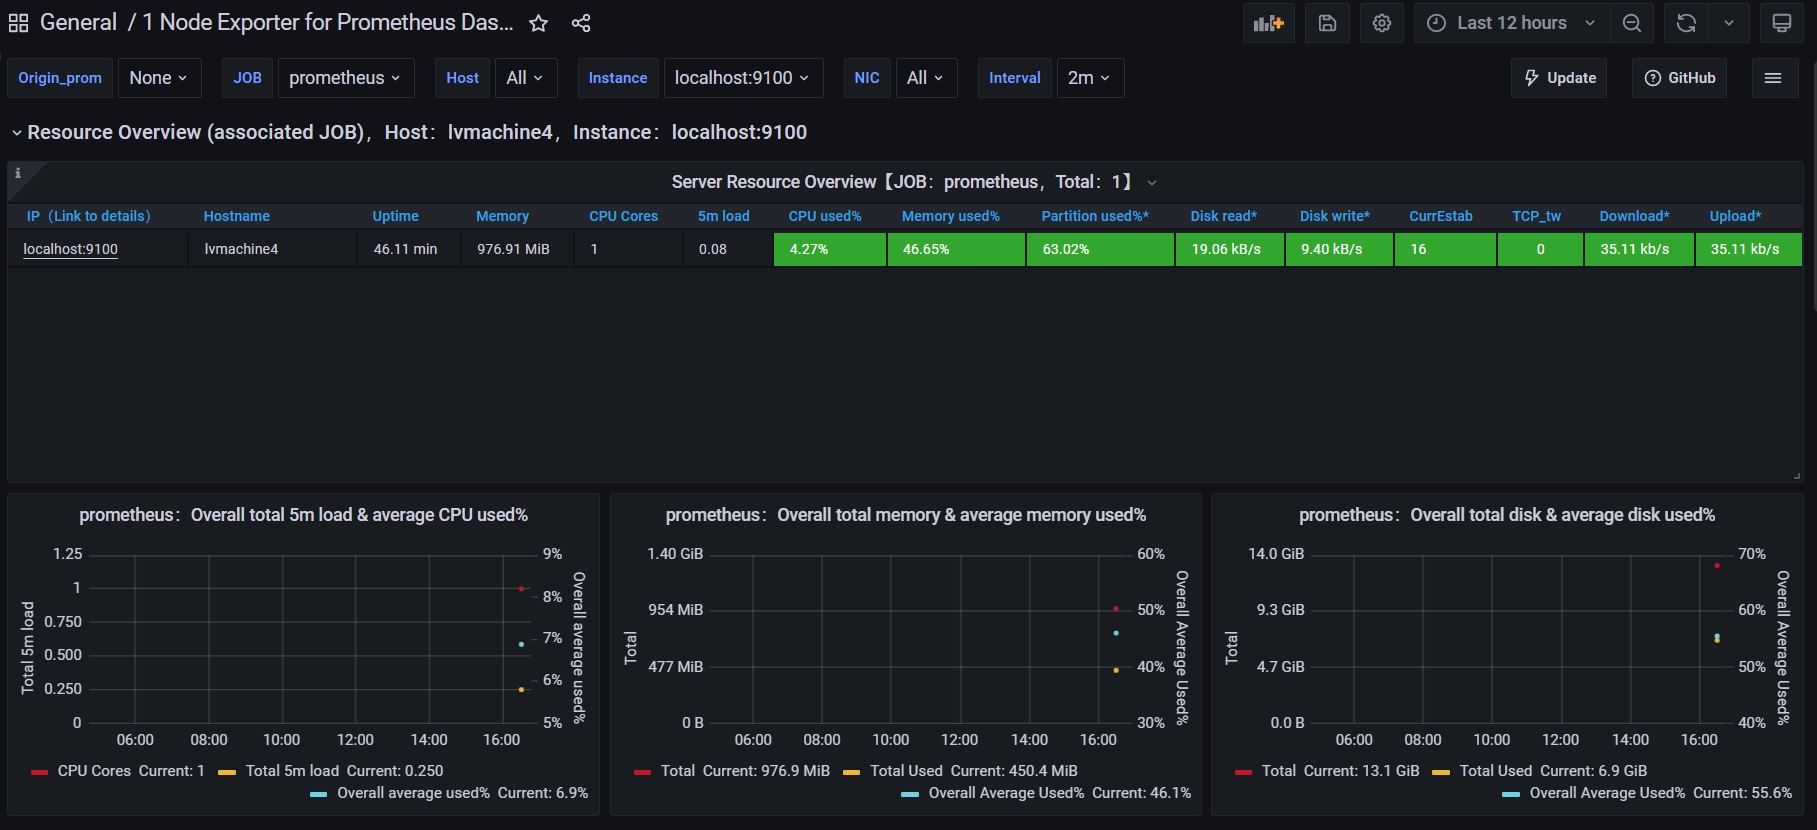 General / 1 Node Exporter for Prometheus Das...
Last 12 hours
Origin_prom None JOB prometheus Host All Instance localhost:9100 NIC All Interval 2m Update GitHub
Resource Overview (associated JOB)，Host：lvmachine4，Instance：localhost:9100
i
Server Resource Overview【JOB：prometheus，Total：1】
IP（Link to details） Hostname Uptime Memory CPU Cores 5m load CPU used% Memory used% Partition used%* Disk read* Disk write* CurrEstab TCP_tw Download* Upload*
localhost:9100 lvmachine4 46.11 min 976.91 MiB 1 0.08 4.27% 46.65% 63.02% 19.06 kB/s 9.40 kB/s 16 0 35.11 kb/s 35.11 kb/s
prometheus：Overall total 5m load & average CPU used%
Total 5m load
1.25
1
0.750
0.500
0.250
0
9%
8%
7%
6%
5%
Overall average used%
06:00 08:00 10:00 12:00 14:00 16:00
CPU Cores Current: 1 Total 5m load Current: 0.250
Overall average used% Current: 6.9%
prometheus：Overall total memory & average memory used%
Total
1.40 GiB
954 MiB
477 MiB
0 B
60%
50%
40%
30%
Overall Average Used%
06:00 08:00 10:00 12:00 14:00 16:00
Total Current: 976.9 MiB Total Used Current: 450.4 MiB
Overall Average Used% Current: 46.1%
prometheus：Overall total disk & average disk used%
Total
14.0 GiB
9.3 GiB
4.7 GiB
0.0 B
70%
60%
50%
40%
Overall Average Used%
06:00 08:00 10:00 12:00 14:00 16:00
Total Current: 13.1 GiB Total Used Current: 6.9 GiB
Overall Average Used% Current: 55.6%